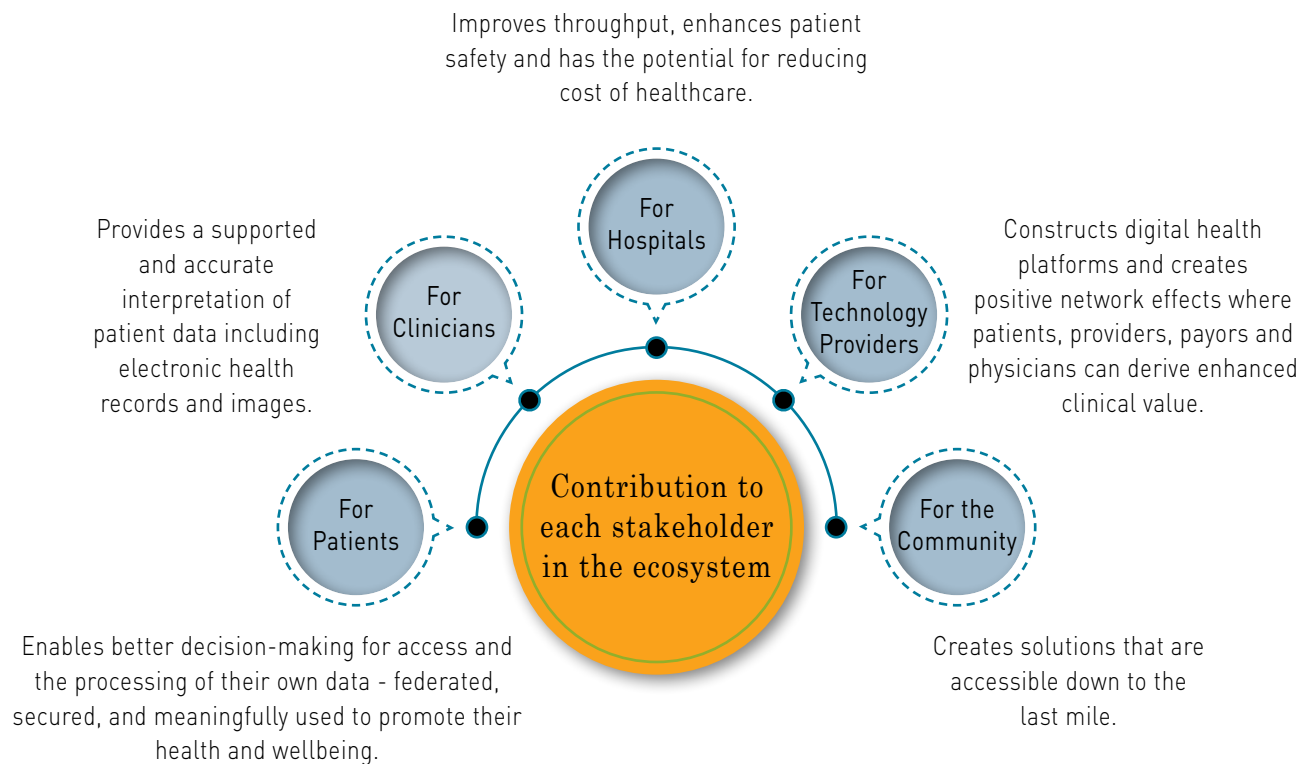 Improves throughput, enhances patient
safety and has the potential for reducing
cost of healthcare.
For
Hospitals
Provides a supported
and accurate
interpretation of
patient data including
electronic health
records and images.
For
Clinicians
For
Technology
Providers
Constructs digital health
platforms and creates
positive network effects where
patients, providers, payors and
physicians can derive enhanced
clinical value.
For
Patients
Contribution to
each stakeholder
in the ecosystem
For the
Community
Enables better decision-making for access and
the processing of their own data - federated,
secured, and meaningfully used to promote their
health and wellbeing.
Creates solutions that are
accessible down to the
last mile.